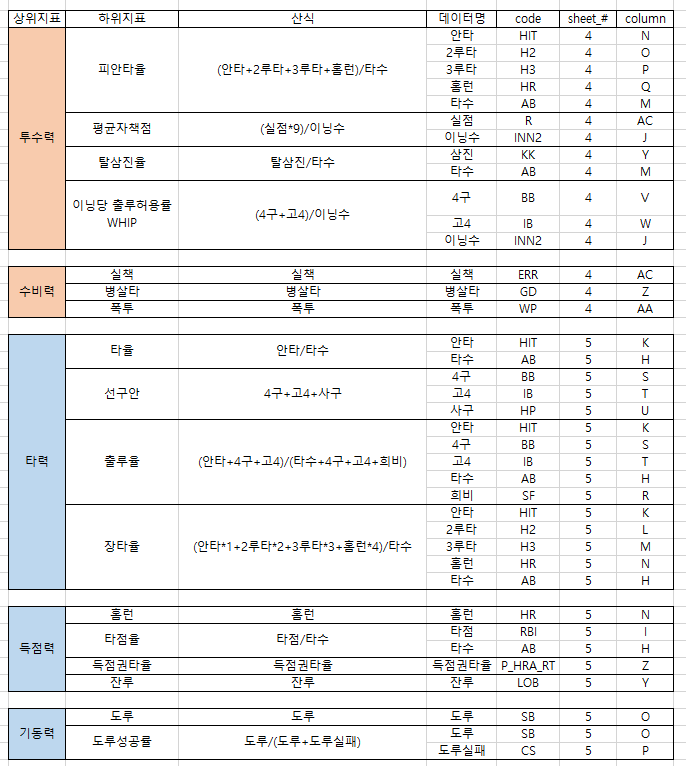 상위지표 하위지표 산식 데이터명 code sheet_# column
투수력 피안타율 (안타+2루타+3루타+홈런)/타수 안타 HIT 4 N
2루타 H2 4 O
3루타 H3 4 P
홈런 HR 4 Q
타수 AB 4 M
평균자책점 (실점*9)/이닝수 실점 R 4 AC
이닝수 INN2 4 J
탈삼진율 탈삼진/타수 삼진 KK 4 Y
타수 AB 4 M
이닝당 출루허용률 WHIP (4구+고4)/이닝수 4구 BB 4 V
고4 IB 4 W
이닝수 INN2 4 J
수비력 실책 실책 실책 ERR 4 AC
병살타 병살타 병살타 GD 4 Z
폭투 폭투 폭투 WP 4 AA
타력 타율 안타/타수 안타 HIT 5 K
타수 AB 5 H
선구안 4구+고4+사구 4구 BB 5 S
고4 IB 5 T
사구 HP 5 U
출루율 (안타+4구+고4)/(타수+4구+고4+희비) 안타 HIT 5 K
4구 BB 5 S
고4 IB 5 T
타수 AB 5 H
희비 SF 5 R
장타율 (안타*1+2루타*2+3루타*3+홈런*4)/타수 안타 HIT 5 K
2루타 H2 5 L
3루타 H3 5 M
홈런 HR 5 N
타수 AB 5 H
득점력 홈런 홈런 홈런 HR 5 N
타점율 타점/타수 타점 RBI 5 I
타수 AB 5 H
득점권타율 득점권타율 득점권타율 P_HRA_RT 5 Z
잔루 잔루 잔루 LOB 5 Y
기동력 도루 도루 도루 SB 5 O
도루성공율 도루/(도루+도루실패) 도루 SB 5 O
도루실패 CS 5 P